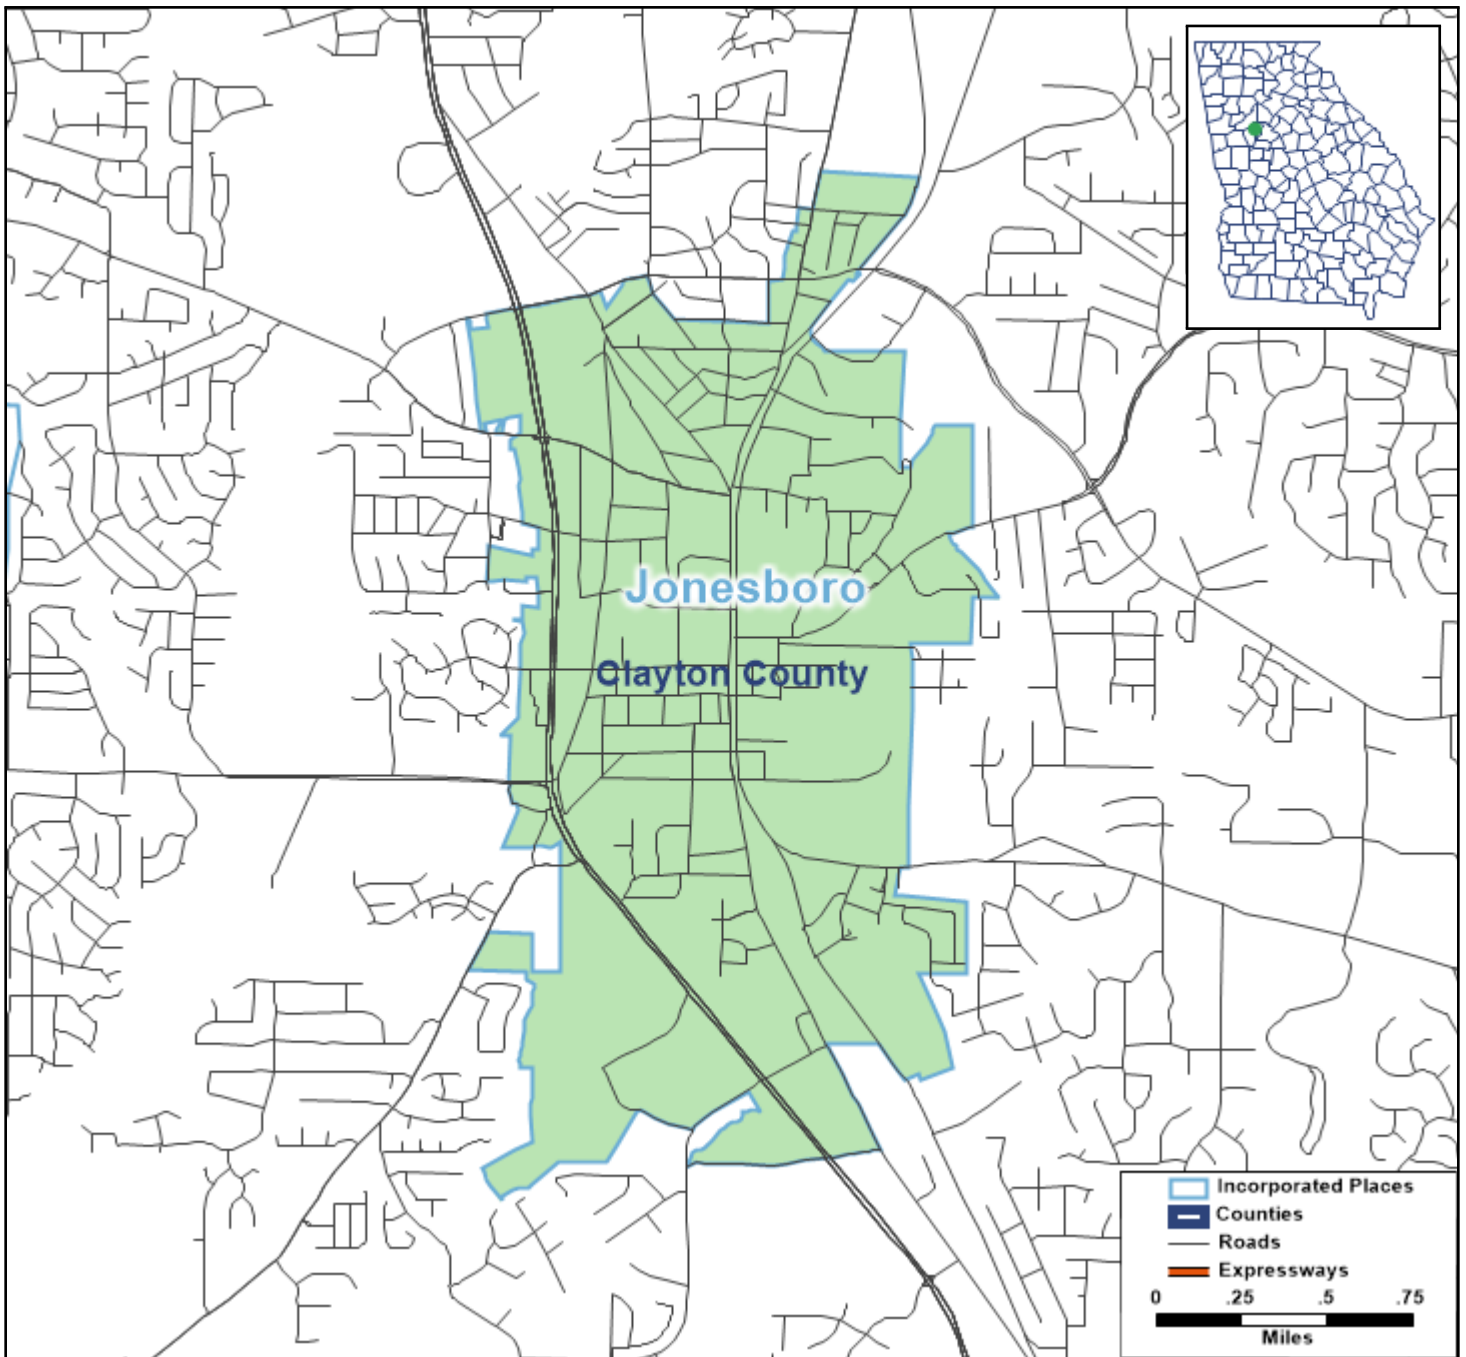 Jonesboro
Clayton County
Incorporated Places
Counties
Roads
Expressways
0 .25 .5 .75
Miles